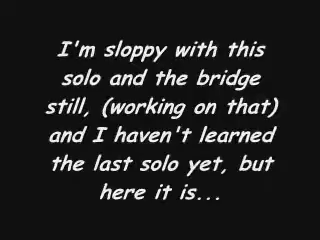 I'm sloppy with this
solo and the bridge
still, (working on that)
and I haven't learned
the last solo yet, but
here it is...